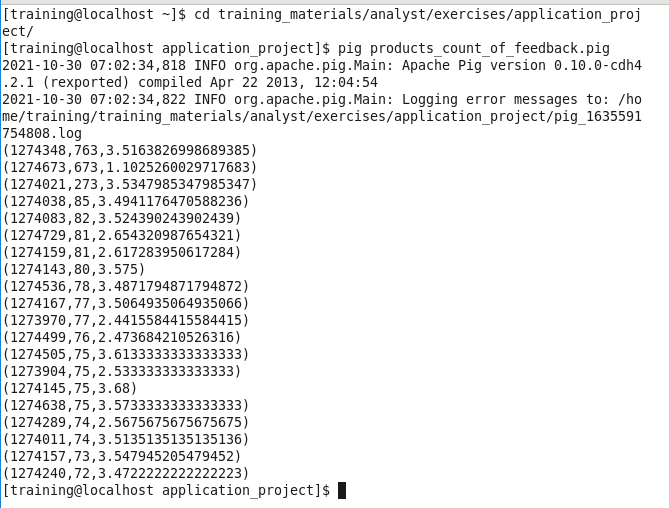 [training@localhost ~]$ cd training_materials/analyst/exercises/application_proj
ect/
[training@localhost application_project]$ pig products_count_of_feedback.pig
2021-10-30 07:02:34,818 INFO org.apache.pig.Main: Apache Pig version 0.10.0-cdh4
.2.1 (rexported) compiled Apr 22 2013, 12:04:54
2021-10-30 07:02:34,822 INFO org.apache.pig.Main: Logging error messages to: /ho
me/training/training_materials/analyst/exercises/application_project/pig_1635591
754808.log
(1274348,763,3.5163826998689385)
(1274673,673,1.1025260029717683)
(1274021,273,3.5347985347985347)
(1274038,85,3.4941176470588236)
(1274083,82,3.524390243902439)
(1274729,81,2.654320987654321)
(1274159,81,2.617283950617284)
(1274143,80,3.575)
(1274536,78,3.4871794871794872)
(1274167,77,3.5064935064935066)
(1273970,77,2.4415584415584415)
(1274499,76,2.473684210526316)
(1274505,75,3.6133333333333333)
(1273904,75,2.533333333333333)
(1274145,75,3.68)
(1274638,75,3.5733333333333333)
(1274289,74,2.5675675675675675)
(1274011,74,3.5135135135135136)
(1274157,73,3.547945205479452)
(1274240,72,3.4722222222222223)
[training@localhost application_project]$